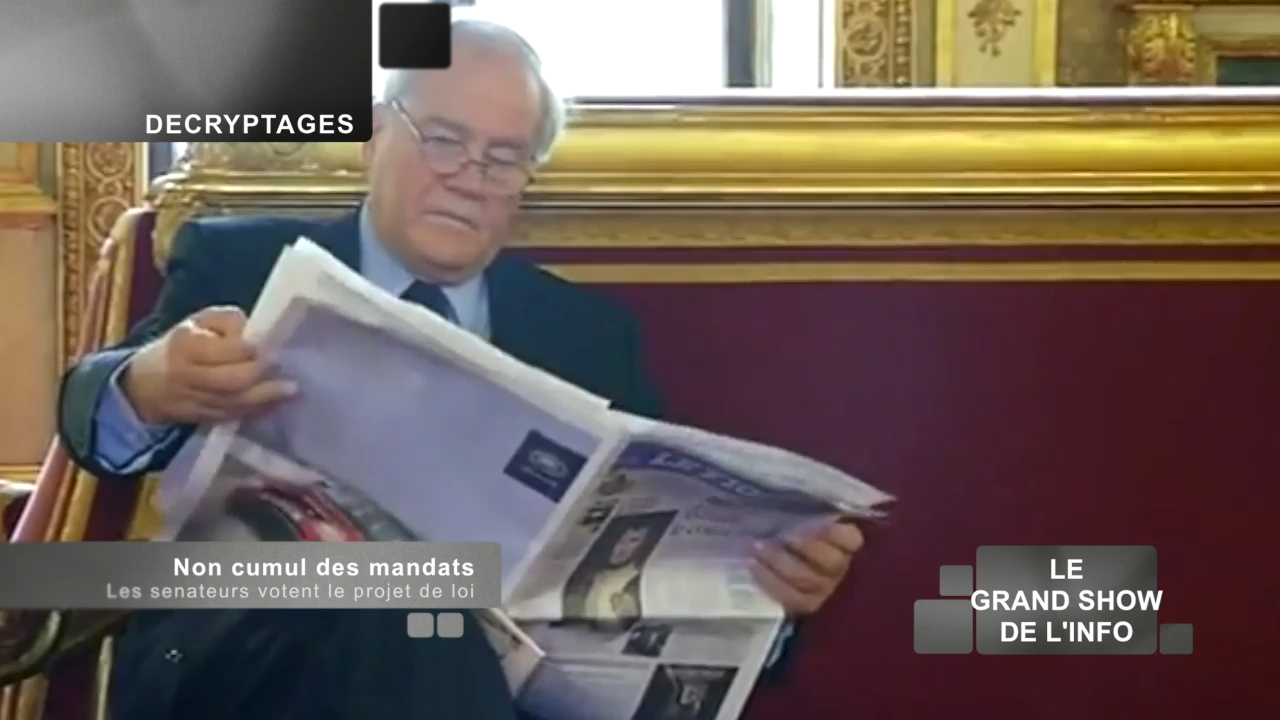 DECRYPTAGES
Non cumul des mandats
Les senateurs votent le projet de loi
LE
GRAND SHOW
DE L'INFO